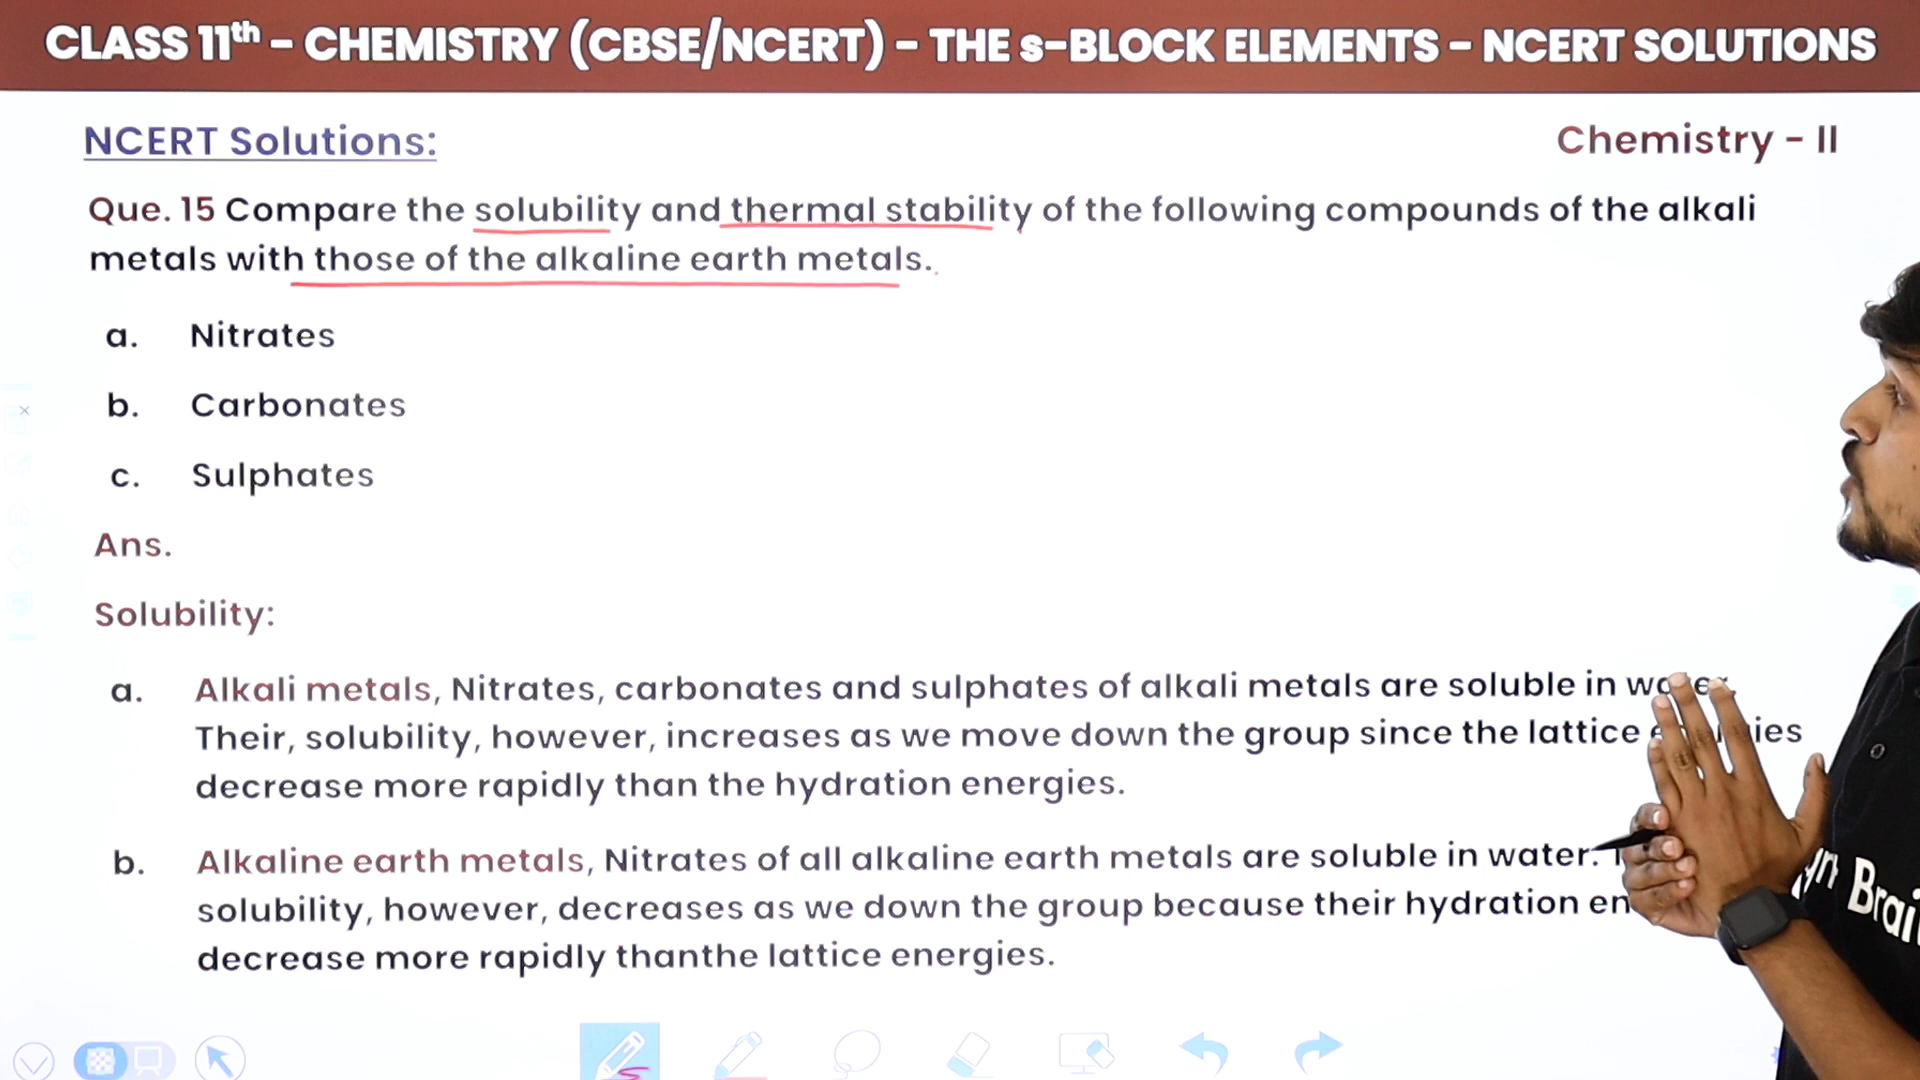 CLASS 11th – CHEMISTRY (CBSE/NCERT) – THE s-BLOCK ELEMENTS – NCERT SOLUTIONS
NCERT Solutions:
Chemistry - II
Que. 15 Compare the solubility and thermal stability of the following compounds of the alkali
metals with those of the alkaline earth metals.
a. Nitrates
b. Carbonates
c. Sulphates
Ans.
Solubility:
a. Alkali metals, Nitrates, carbonates and sulphates of alkali metals are soluble in
Their, solubility, however, increases as we move down the group since the lattice
decrease more rapidly than the hydration energies.
b. Alkaline earth metals, Nitrates of all alkaline earth metals are soluble in water.
solubility, however, decreases as we down the group because their hydration
decrease more rapidly thanthe lattice energies.